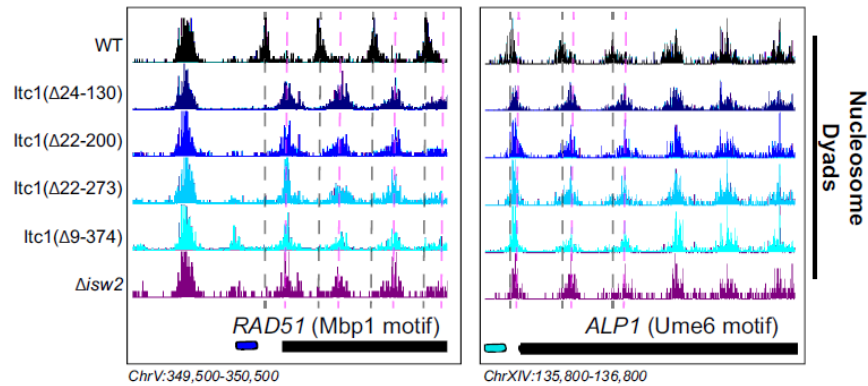 WT
Itc1(Δ24-130)
Itc1(Δ22-200)
Itc1(Δ22-273)
Itc1(Δ9-374)
Δisw2
RAD51 (Mbp1 motif)
ALP1 (Ume6 motif)
ChrV:349,500-350,500
ChrXIV:135,800-136,800
Nucleosome
Dyads